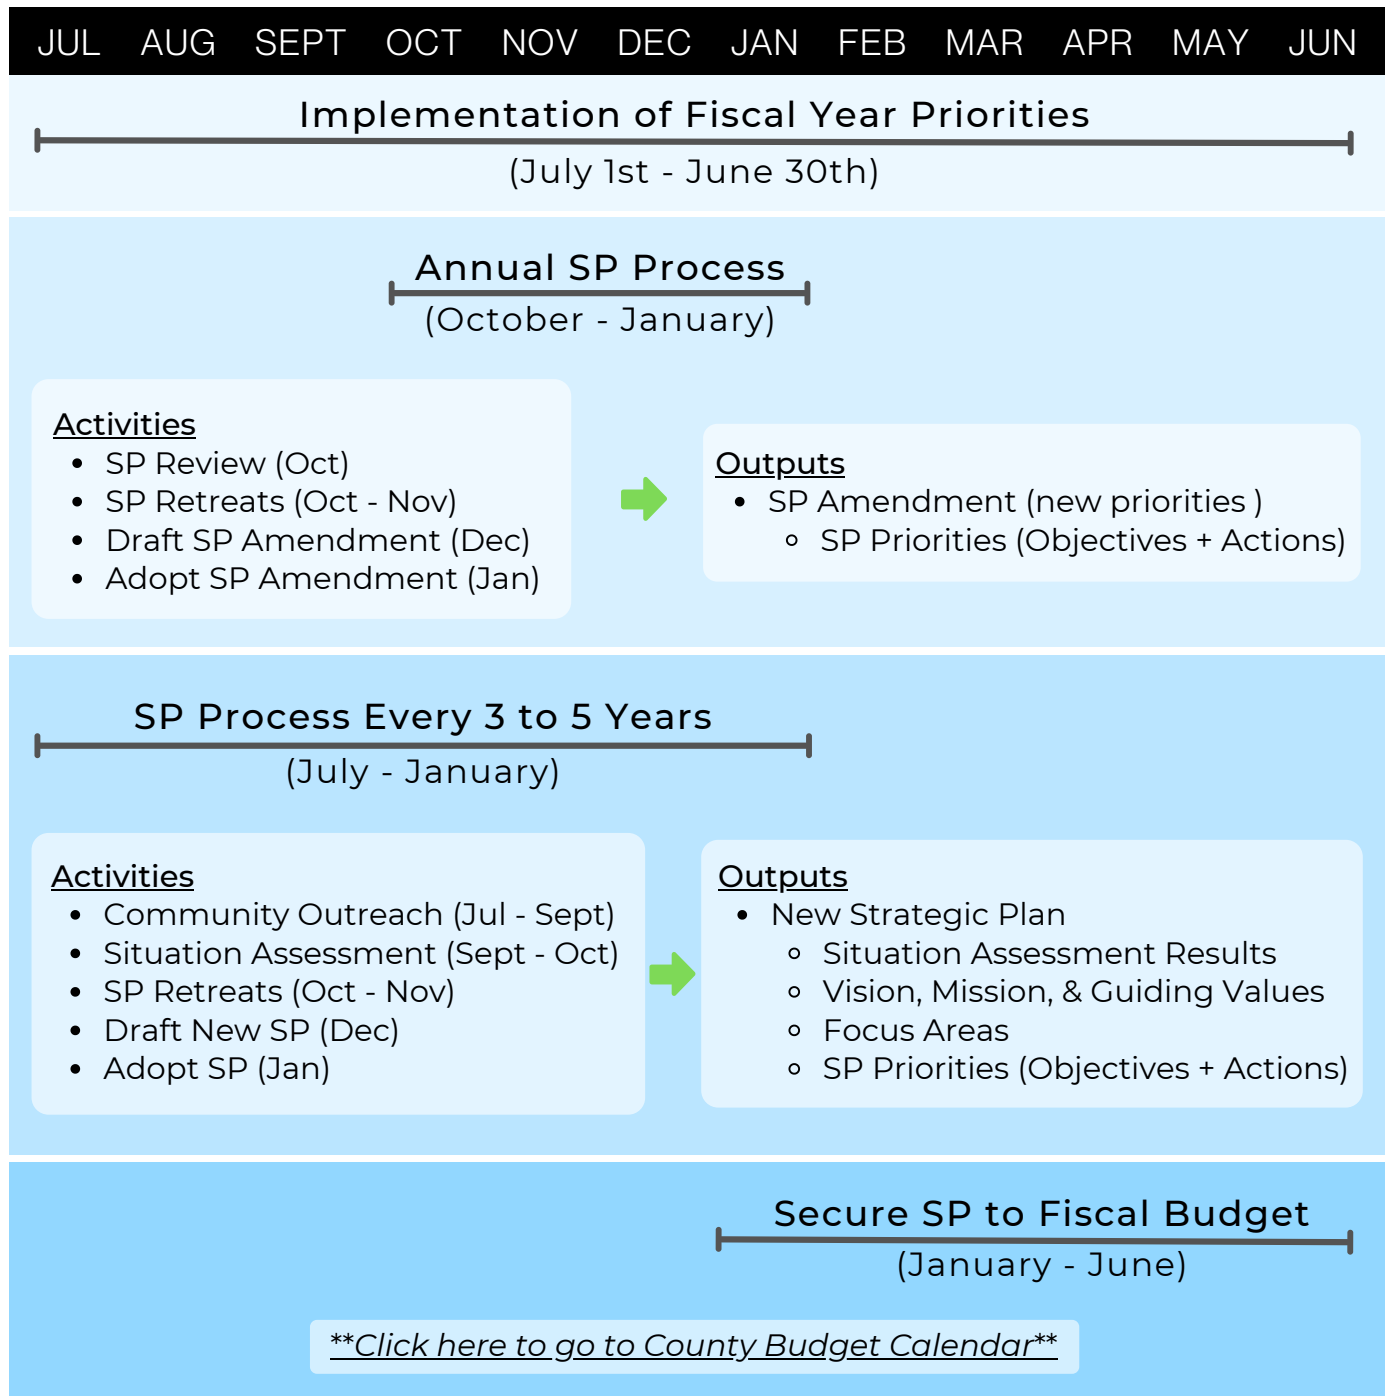 JUL AUG SEPT OCT NOV DEC JAN FEB MAR APR MAY JUN
Implementation of Fiscal Year Priorities
(July 1st - June 30th)
Annual SP Process
(October - January)
Activities
• SP Review (Oct)
• SP Retreats (Oct - Nov)
• Draft SP Amendment (Dec)
• Adopt SP Amendment (Jan)
Outputs
• SP Amendment (new priorities )
◦ SP Priorities (Objectives + Actions)
SP Process Every 3 to 5 Years
(July - January)
Activities
• Community Outreach (Jul - Sept)
• Situation Assessment (Sept - Oct)
• SP Retreats (Oct - Nov)
• Draft New SP (Dec)
• Adopt SP (Jan)
Outputs
• New Strategic Plan
◦ Situation Assessment Results
◦ Vision, Mission, & Guiding Values
◦ Focus Areas
◦ SP Priorities (Objectives + Actions)
Secure SP to Fiscal Budget
(January - June)
**Click here to go to County Budget Calendar**